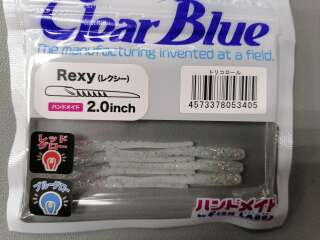 Clear Blue
The manufacturing invented at a field.
Rexy (レクシー)
ハンドメイド 2.0inch
トリコロール
4573378053405
レッド
グロー
ブルーグロー
ハンドメイド